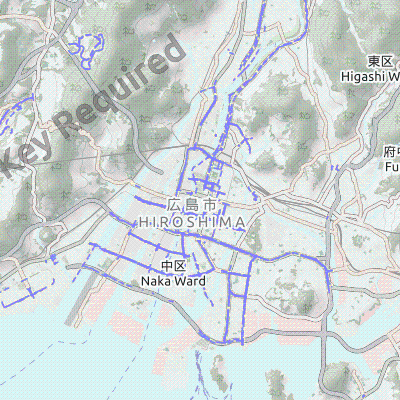 東区
Higashi W
Key Required
府中
Fu
広島市
HIROSHIMA
中区
Naka Ward